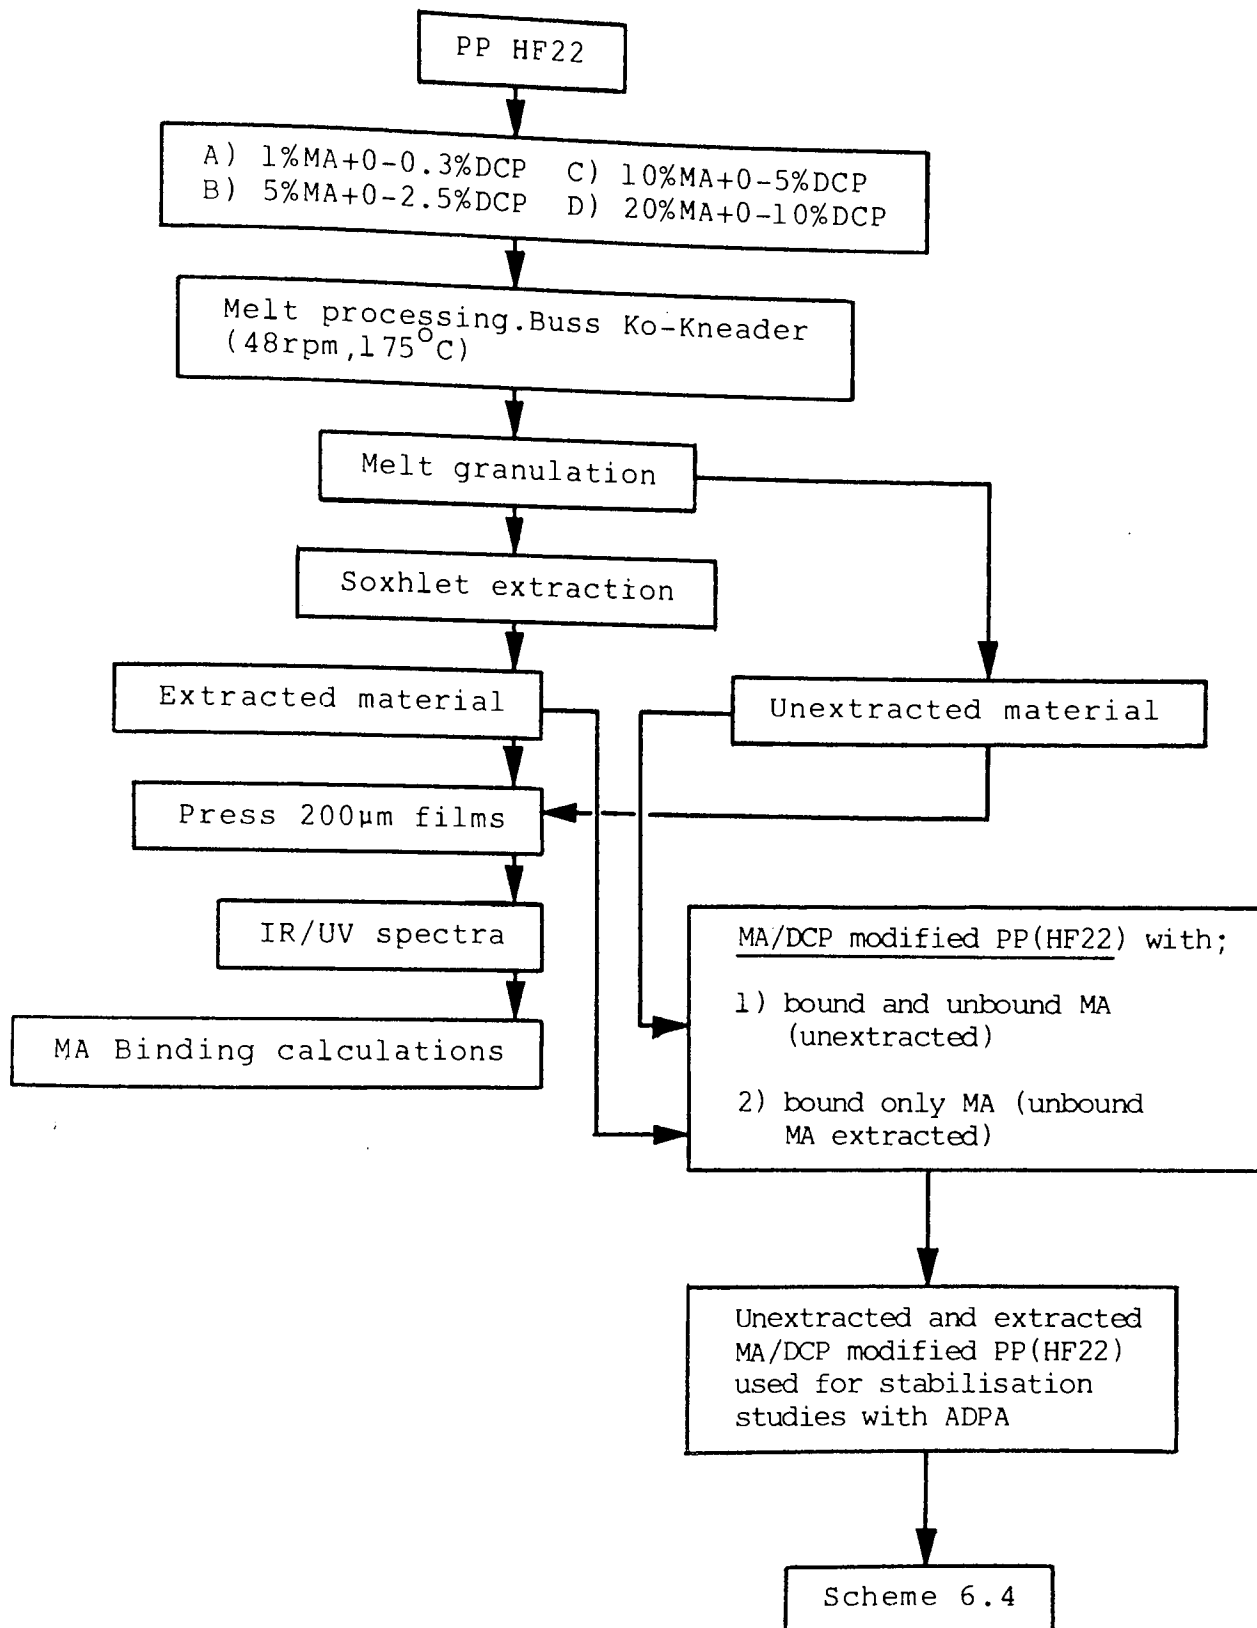 PP HF22
A) 1%MA+0-0.3%DCP C) 10%MA+0-5%DCP
B) 5%MA+0-2.5%DCP D) 20%MA+0-10%DCP
Melt processing.Buss Ko-Kneader
(48rpm,175°C)
Melt granulation
Soxhlet extraction
Extracted material
Unextracted material
Press 200µm films
IR/UV spectra
MA Binding calculations
MA/DCP modified PP(HF22) with;
1) bound and unbound MA
(unextracted)
2) bound only MA (unbound
MA extracted)
Unextracted and extracted
MA/DCP modified PP(HF22)
used for stabilisation
studies with ADPA
Scheme 6.4